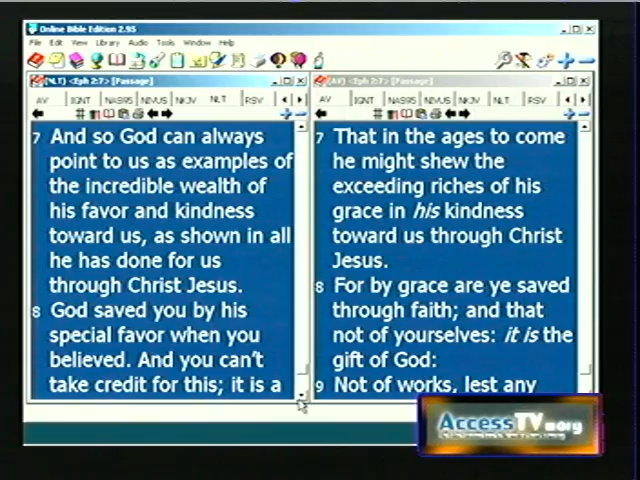 Online Bible Edition 2.95
File Edit View Library Audio Tools Window Help
(NLT) <Eph 2:7> [Passage]
AV IGNT NAS95 NIVUS NKJV NLT RSV
7 And so God can always
point to us as examples of
the incredible wealth of
his favor and kindness
toward us, as shown in all
he has done for us
through Christ Jesus.
8 God saved you by his
special favor when you
believed. And you can't
take credit for this; it is a
(AV) <Eph 2:7> [Passage]
AV IGNT NAS95 NIVUS NKJV NLT RSV
7 That in the ages to come
he might shew the
exceeding riches of his
grace in his kindness
toward us through Christ
Jesus.
8 For by grace are ye saved
through faith; and that
not of yourselves: it is the
gift of God:
9 Not of works, lest any
AccessTV.org